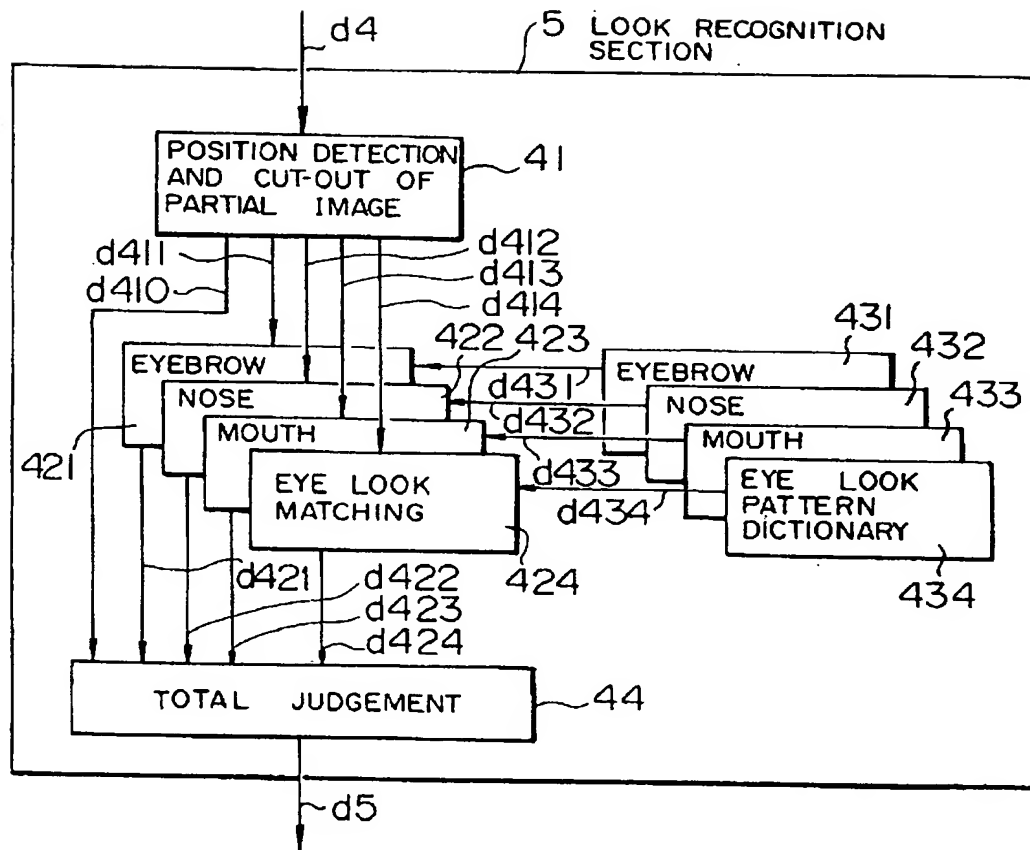 d4
5 LOOK RECOGNITION
SECTION
POSITION DETECTION
AND CUT-OUT OF
PARTIAL IMAGE
41
d411
d410
d412
d413
d414
422
423
431
432
433
EYEBROW
NOSE
MOUTH
EYE LOOK
MATCHING
421
424
d431
d432
d433
d434
EYEBROW
NOSE
MOUTH
EYE LOOK
PATTERN
DICTIONARY
434
d421
d422
d423
d424
TOTAL JUDGEMENT
44
d5